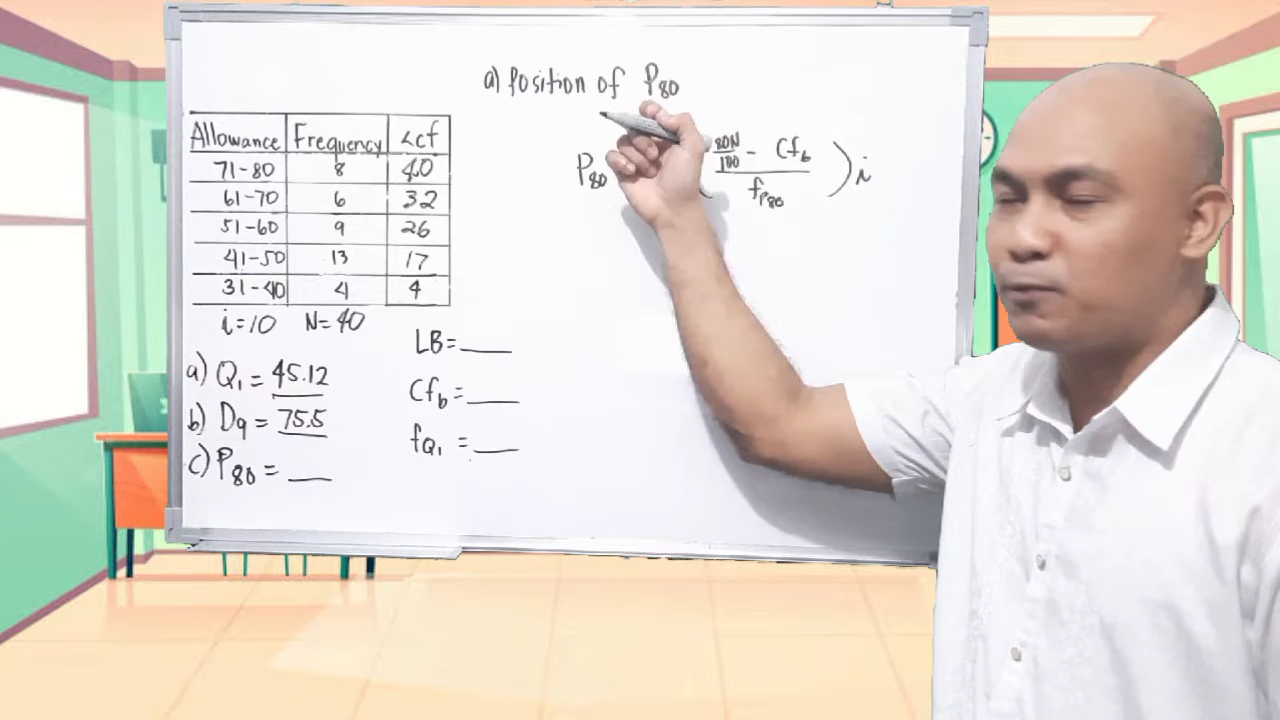 a) Position of P80
Allowance Frequency <cf
71-80 8 40
61-70 6 32
51-60 9 26
41-50 13 17
31-40 4 4
i=10 N=40
P80 80N/100 - Cfb / fP80 ) i
LB= ___
Cfb = ___
fQ1 = ___
a) Q1 = 45.12
b) D9 = 75.5
c) P80 = ___